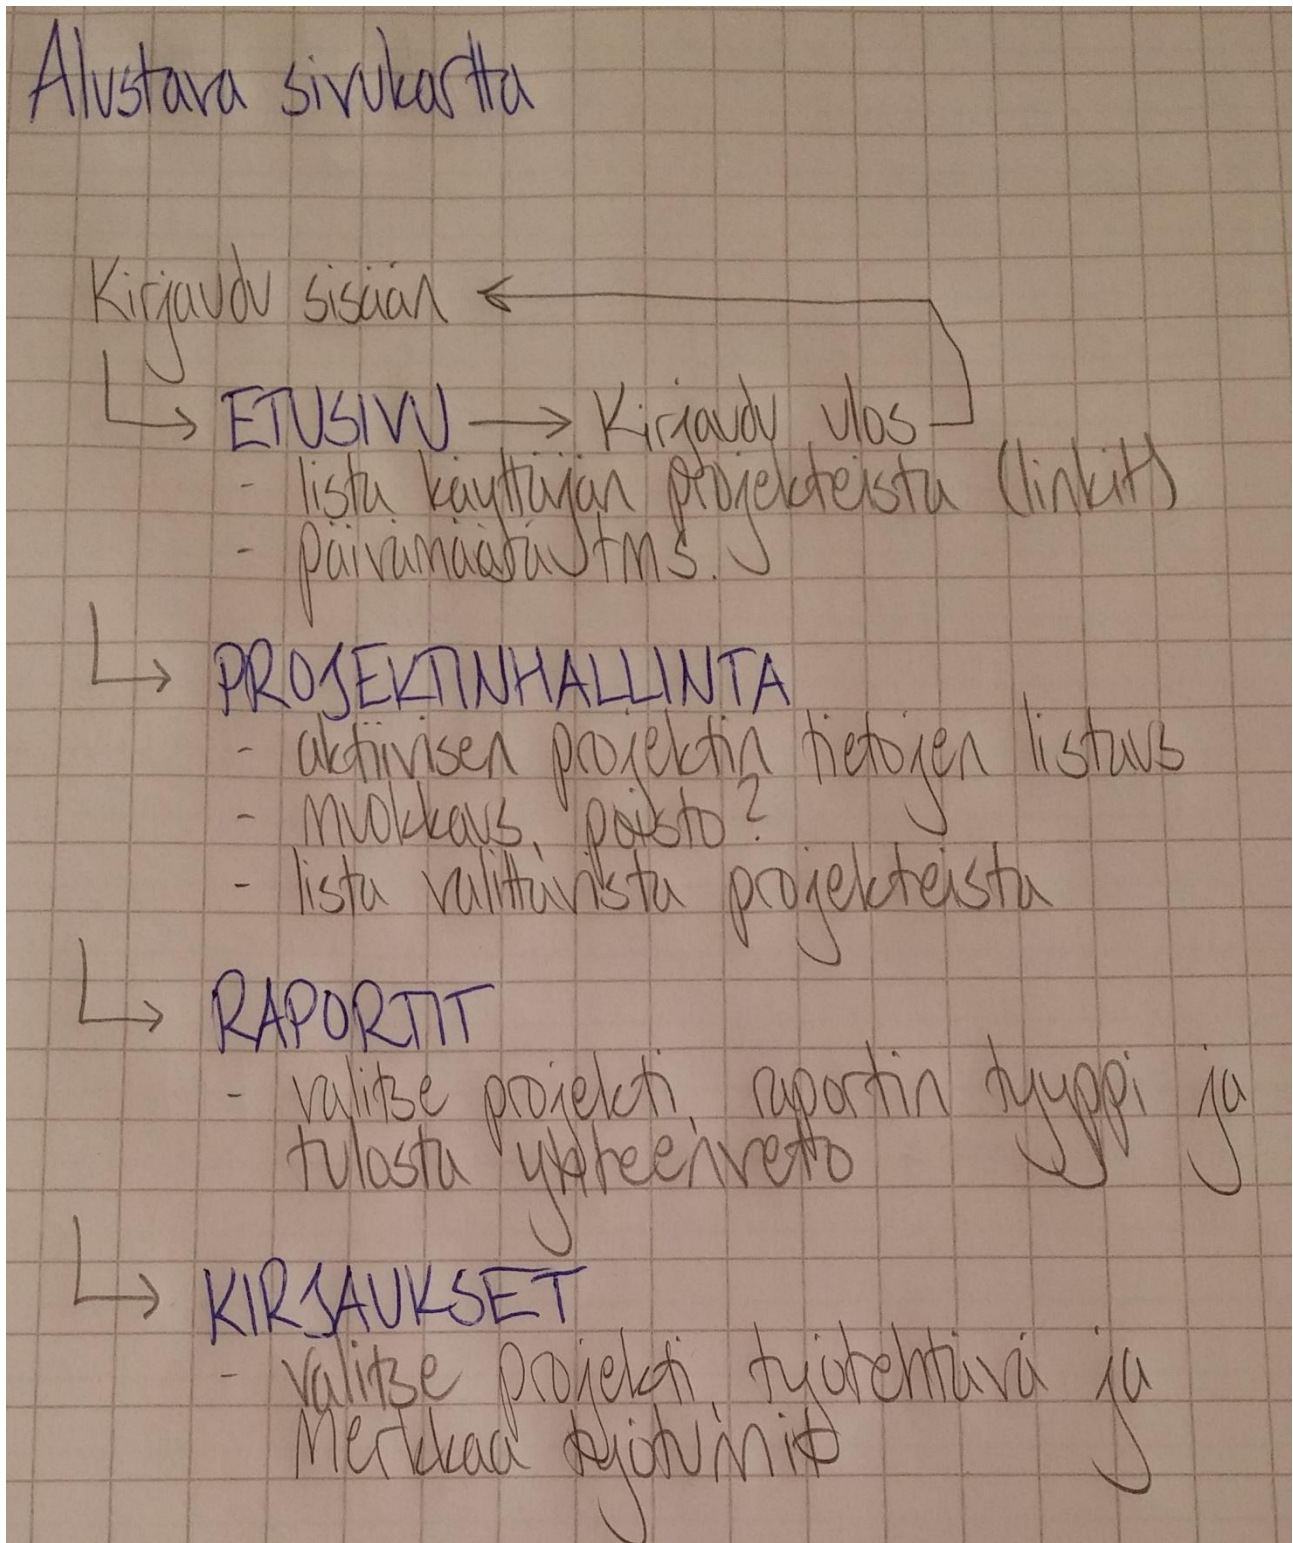 Alustava sivukartta
Kirjaudu sisään
ETUSIVU → Kirjaudu ulos
- lista käyttäjän projekteista (linkit)
- päivämäärä tms.
PROJEKTINHALLINTA
- aktiivisen projektin tietojen listaus
- muokkaus, poisto?
- lista valittavista projekteista
RAPORTIT
- valitse projekti, raportin tyyppi ja
tulosta yhteenveto
KIRJAUKSET
- valitse projekti, työtehtävä ja
merkkaa työtunnit